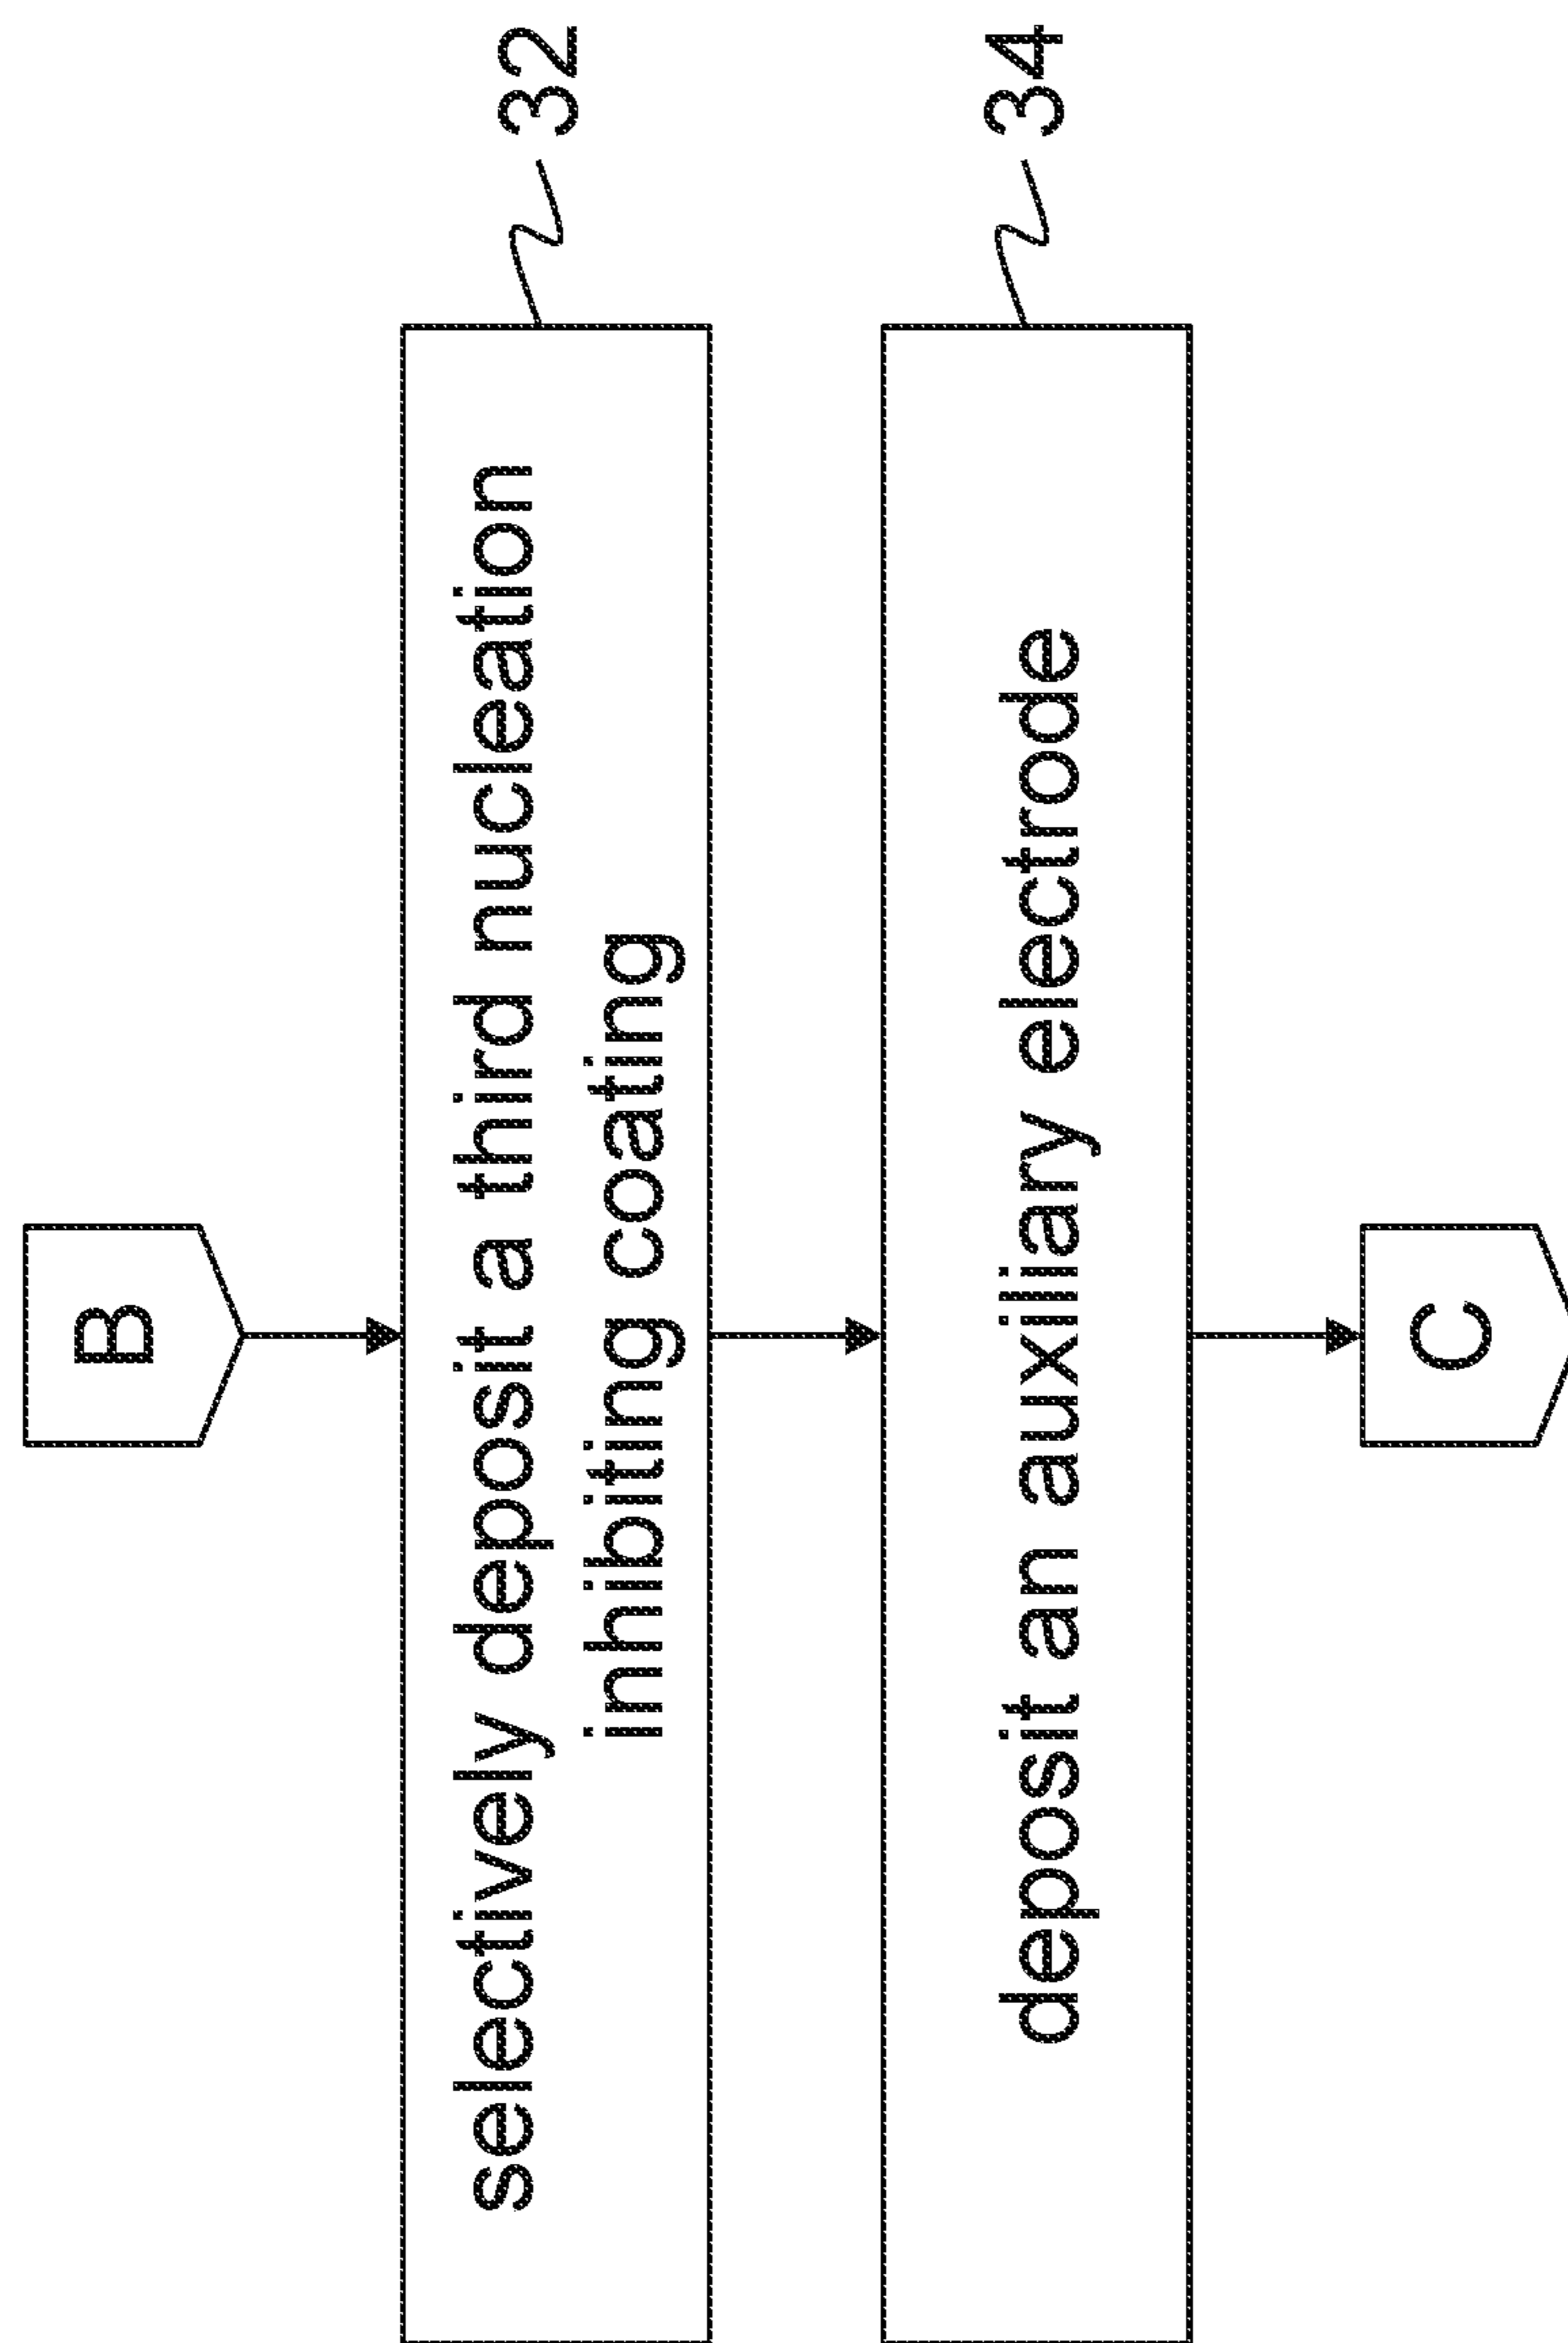 B
selectively deposit a third nucleation
inhibiting coating
32
deposit an auxiliary electrode
34
C